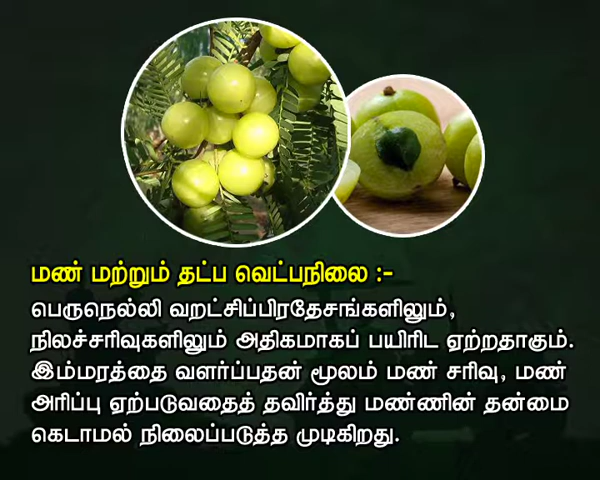 மண் மற்றும் தட்ப வெட்பநிலை :-
பெருநெல்லி வறட்சிப்பிரதேசங்களிலும்,
நிலச்சரிவுகளிலும் அதிகமாகப் பயிரிட ஏற்றதாகும்.
இம்மரத்தை வளர்ப்பதன் மூலம் மண் சரிவு, மண்
அரிப்பு ஏற்படுவதைத் தவிர்த்து மண்ணின் தன்மை
கெடாமல் நிலைப்படுத்த முடிகிறது.